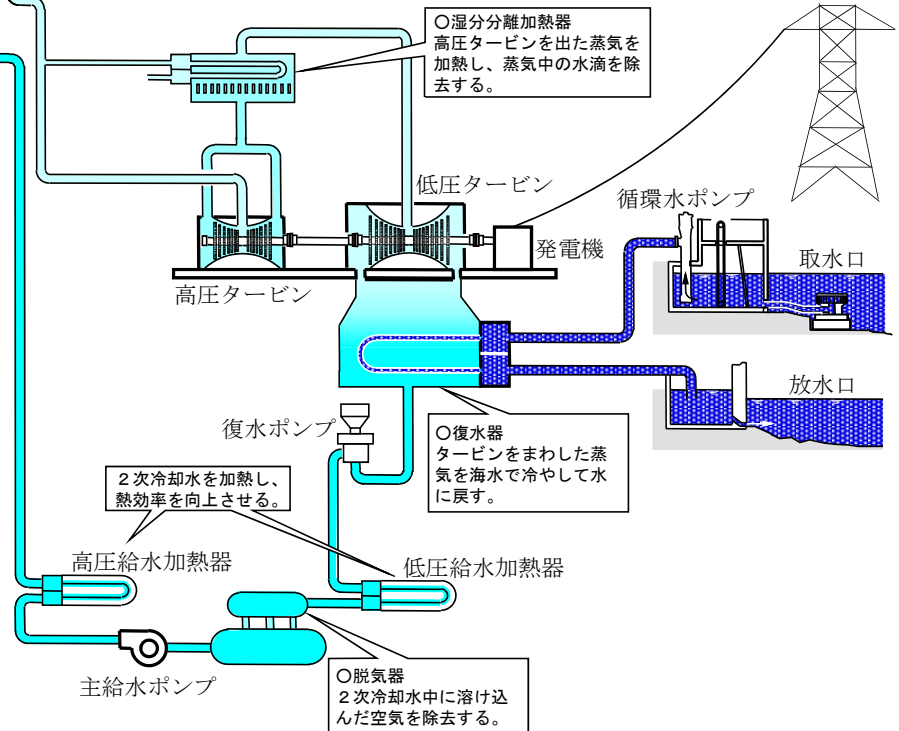 ○湿分分離加熱器
高圧タービンを出た蒸気を
加熱し、蒸気中の水滴を除
去する。
低圧タービン
循環水ポンプ
発電機
取水口
高圧タービン
放水口
復水ポンプ
○復水器
タービンをまわした蒸
気を海水で冷やして水
に戻す。
２次冷却水を加熱し、
熱効率を向上させる。
高圧給水加熱器
低圧給水加熱器
主給水ポンプ
○脱気器
２次冷却水中に溶け込
んだ空気を除去する。